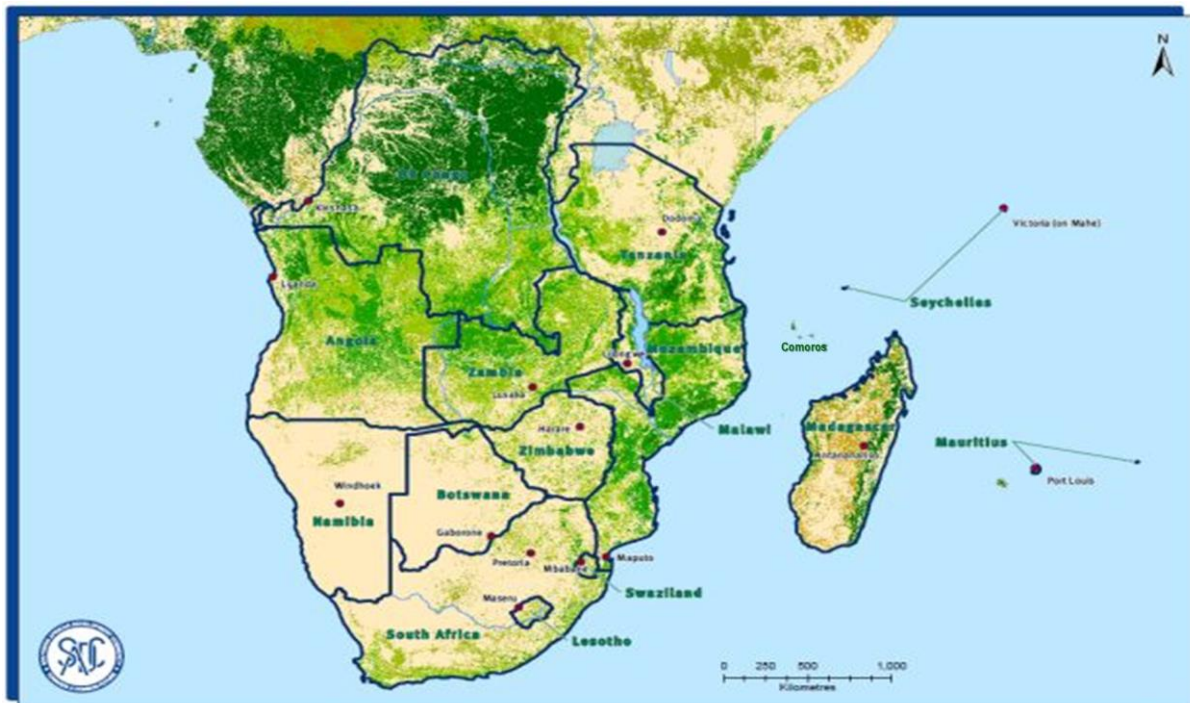 N
DR Congo
Kinshasa
Victoria (on Mahe)
Dodoma
Tanzania
Luanda
Seychelles
Angola
Mozambique
Comoros
Lilongwe
Zambia
Lusaka
Malawi
Madagascar
Harare
Zimbabwe
Mauritius
Antananarivo
Port Louis
Windhoek
Botswana
Namibia
Gaborone
Pretoria
Mbabane
Maputo
Swaziland
Maseru
South Africa
Lesotho
SADC
0 250 500 1,000
Kilometres